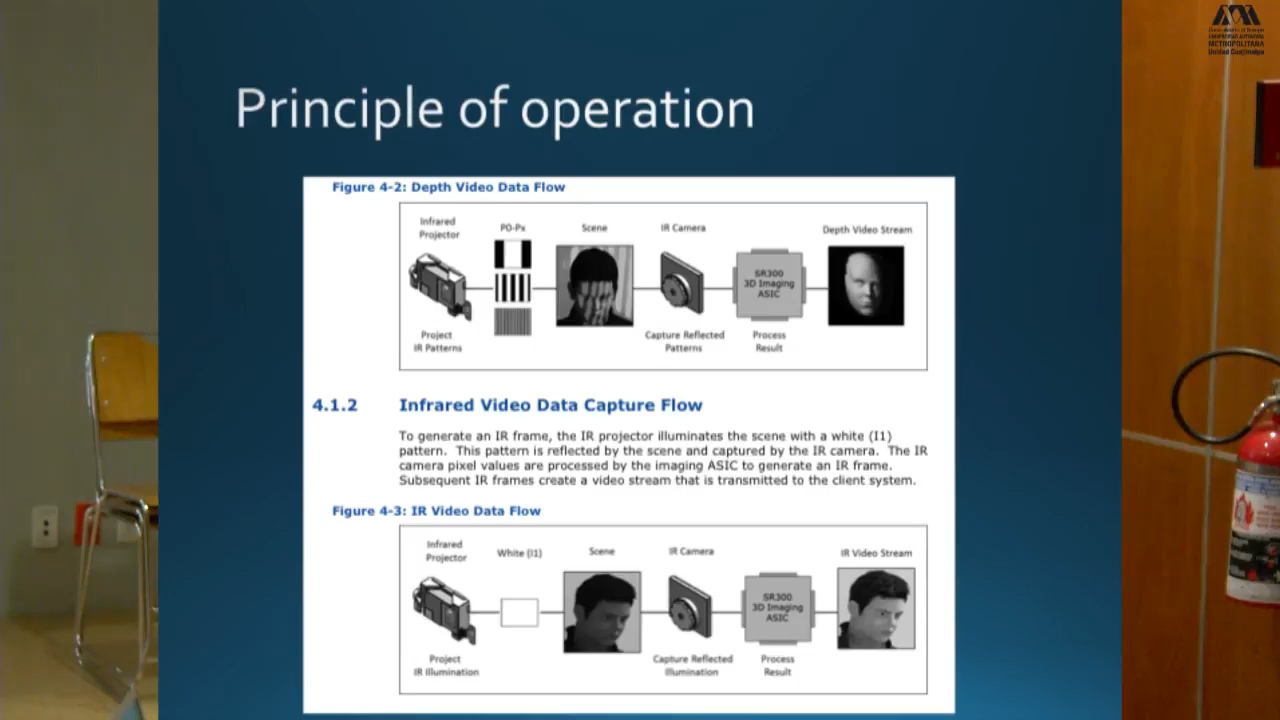 Principle of operation
Figure 4-2: Depth Video Data Flow
Infrared
Projector
P0-Px
Scene
IR Camera
Depth Video Stream
SR300
3D Imaging
ASIC
Project
IR Patterns
Capture Reflected
Patterns
Process
Result
4.1.2 Infrared Video Data Capture Flow
To generate an IR frame, the IR projector illuminates the scene with a white (I1)
pattern. This pattern is reflected by the scene and captured by the IR camera. The IR
camera pixel values are processed by the imaging ASIC to generate an IR frame.
Subsequent IR frames create a video stream that is transmitted to the client system.
Figure 4-3: IR Video Data Flow
Infrared
Projector
White (I1)
Scene
IR Camera
IR Video Stream
SR300
3D Imaging
ASIC
Project
IR Illumination
Capture Reflected
Illumination
Process
Result
METROPOLITANA
Unidad Cuajimalpa